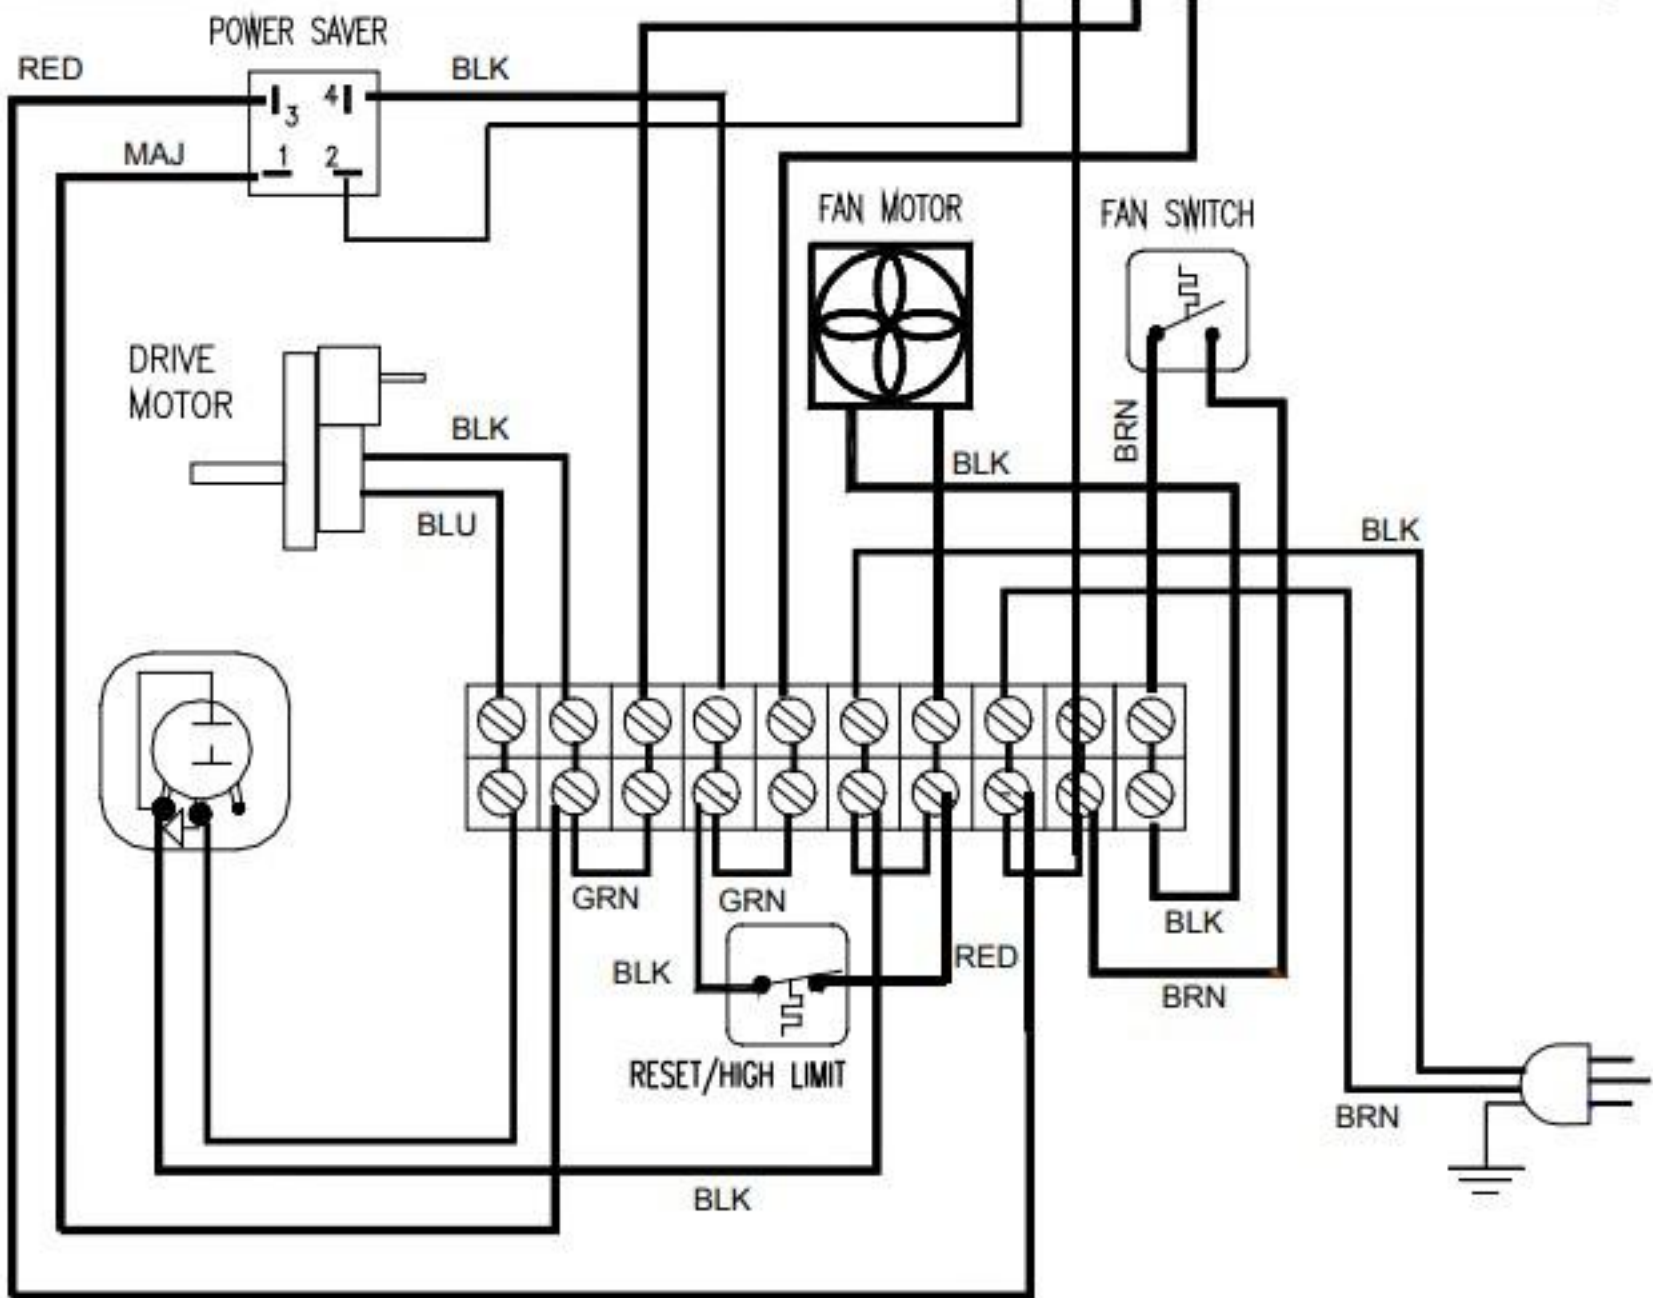 POWER SAVER
RED
BLK
3
4
MAJ
1
2
FAN MOTOR
FAN SWITCH
DRIVE
MOTOR
BLK
BRN
BLK
BLU
BLK
GRN
GRN
BLK
BLK
RED
BRN
RESET/HIGH LIMIT
BRN
BLK